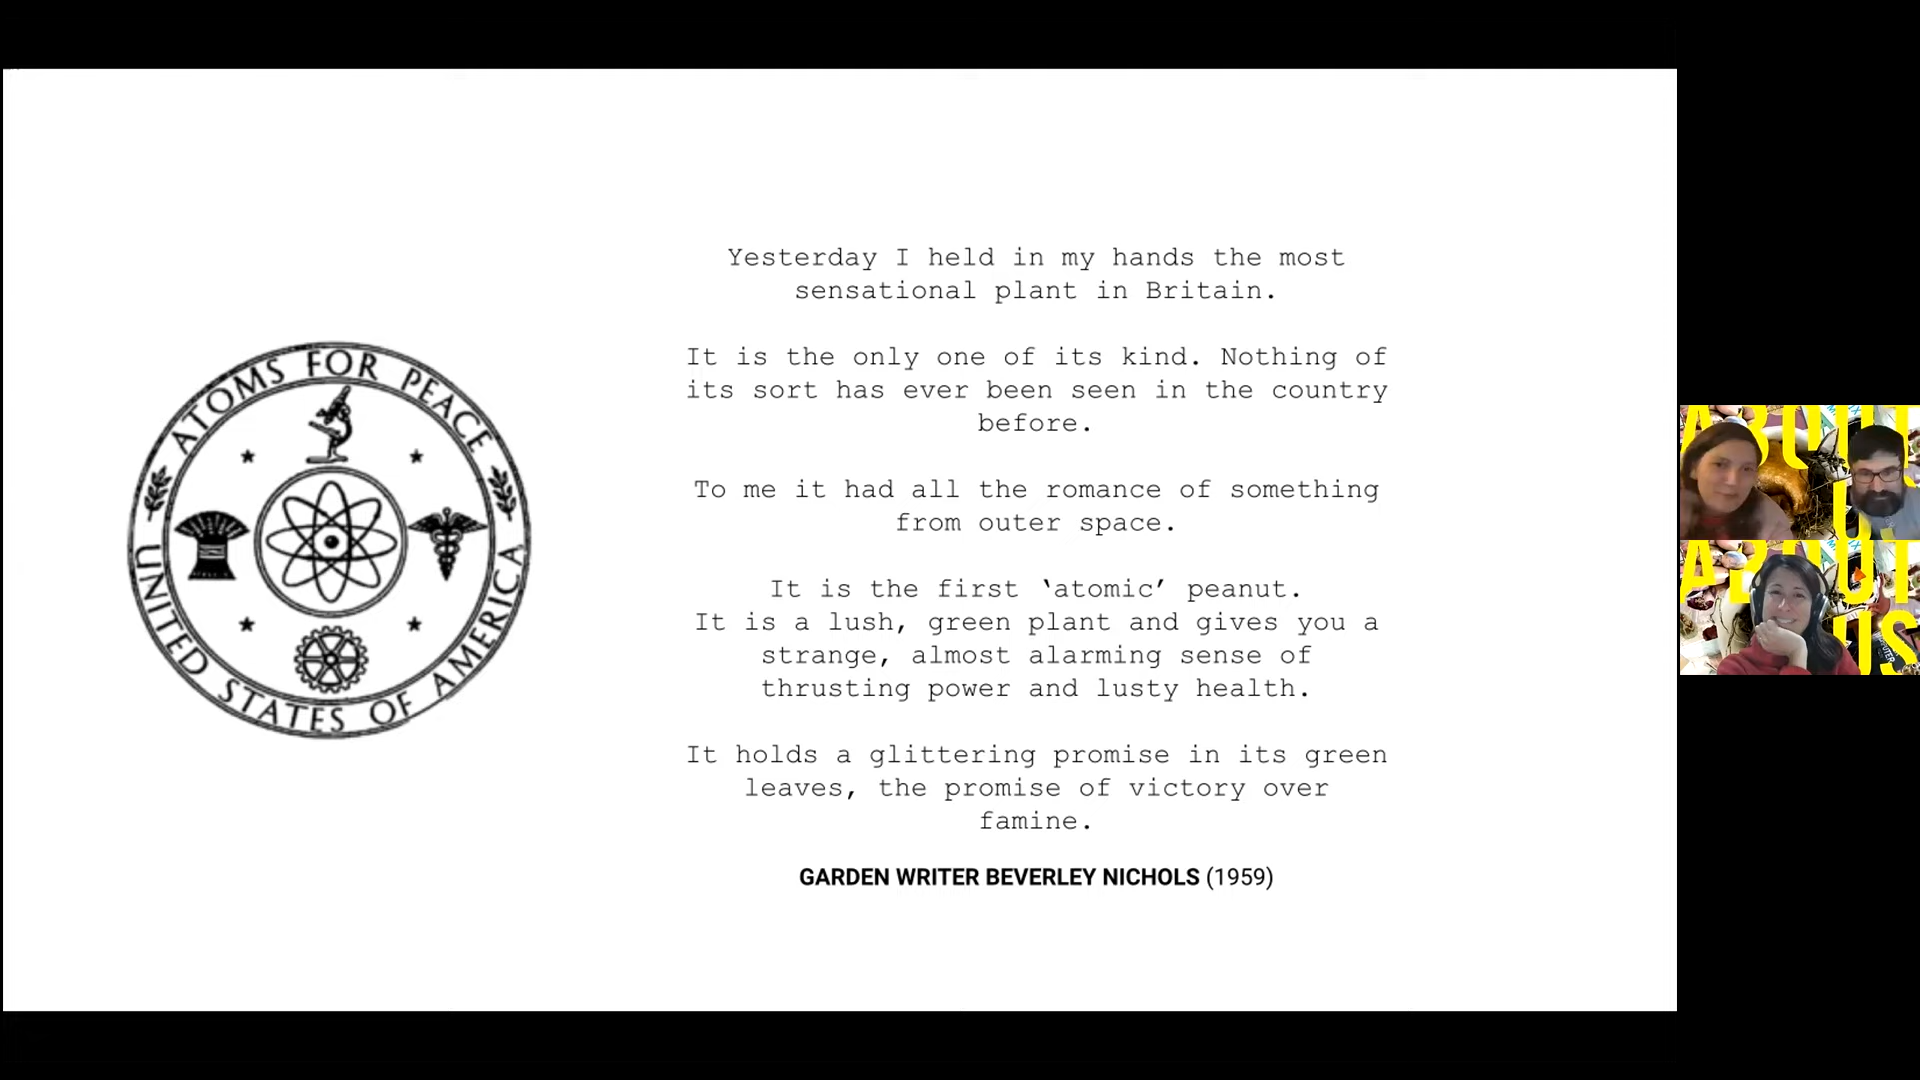 ATOMS FOR PEACE
UNITED STATES OF AMERICA
Yesterday I held in my hands the most
sensational plant in Britain.
It is the only one of its kind. Nothing of
its sort has ever been seen in the country
before.
To me it had all the romance of something
from outer space.
It is the first ‘atomic’ peanut.
It is a lush, green plant and gives you a
strange, almost alarming sense of
thrusting power and lusty health.
It holds a glittering promise in its green
leaves, the promise of victory over
famine.
GARDEN WRITER BEVERLEY NICHOLS (1959)
ABOUT
US